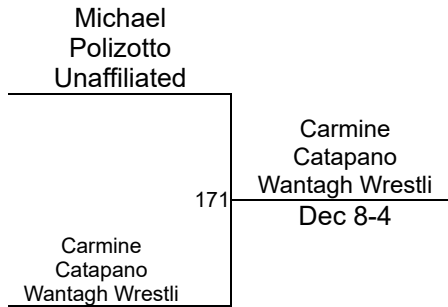 Michael
Polizotto
Unaffiliated
Carmine
Catapano
Wantagh Wrestli
171
Dec 8-4
Carmine
Catapano
Wantagh Wrestli